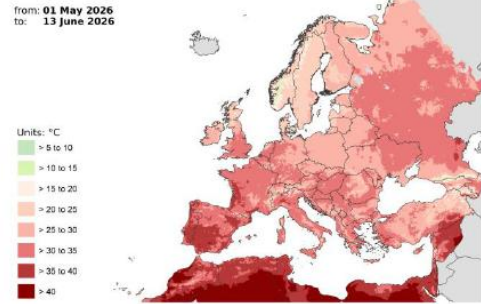 from: 01 May 2026
to: 13 June 2026
Units: °C
> 5 to 10
> 10 to 15
> 15 to 20
> 20 to 25
> 25 to 30
> 30 to 35
> 35 to 40
> 40